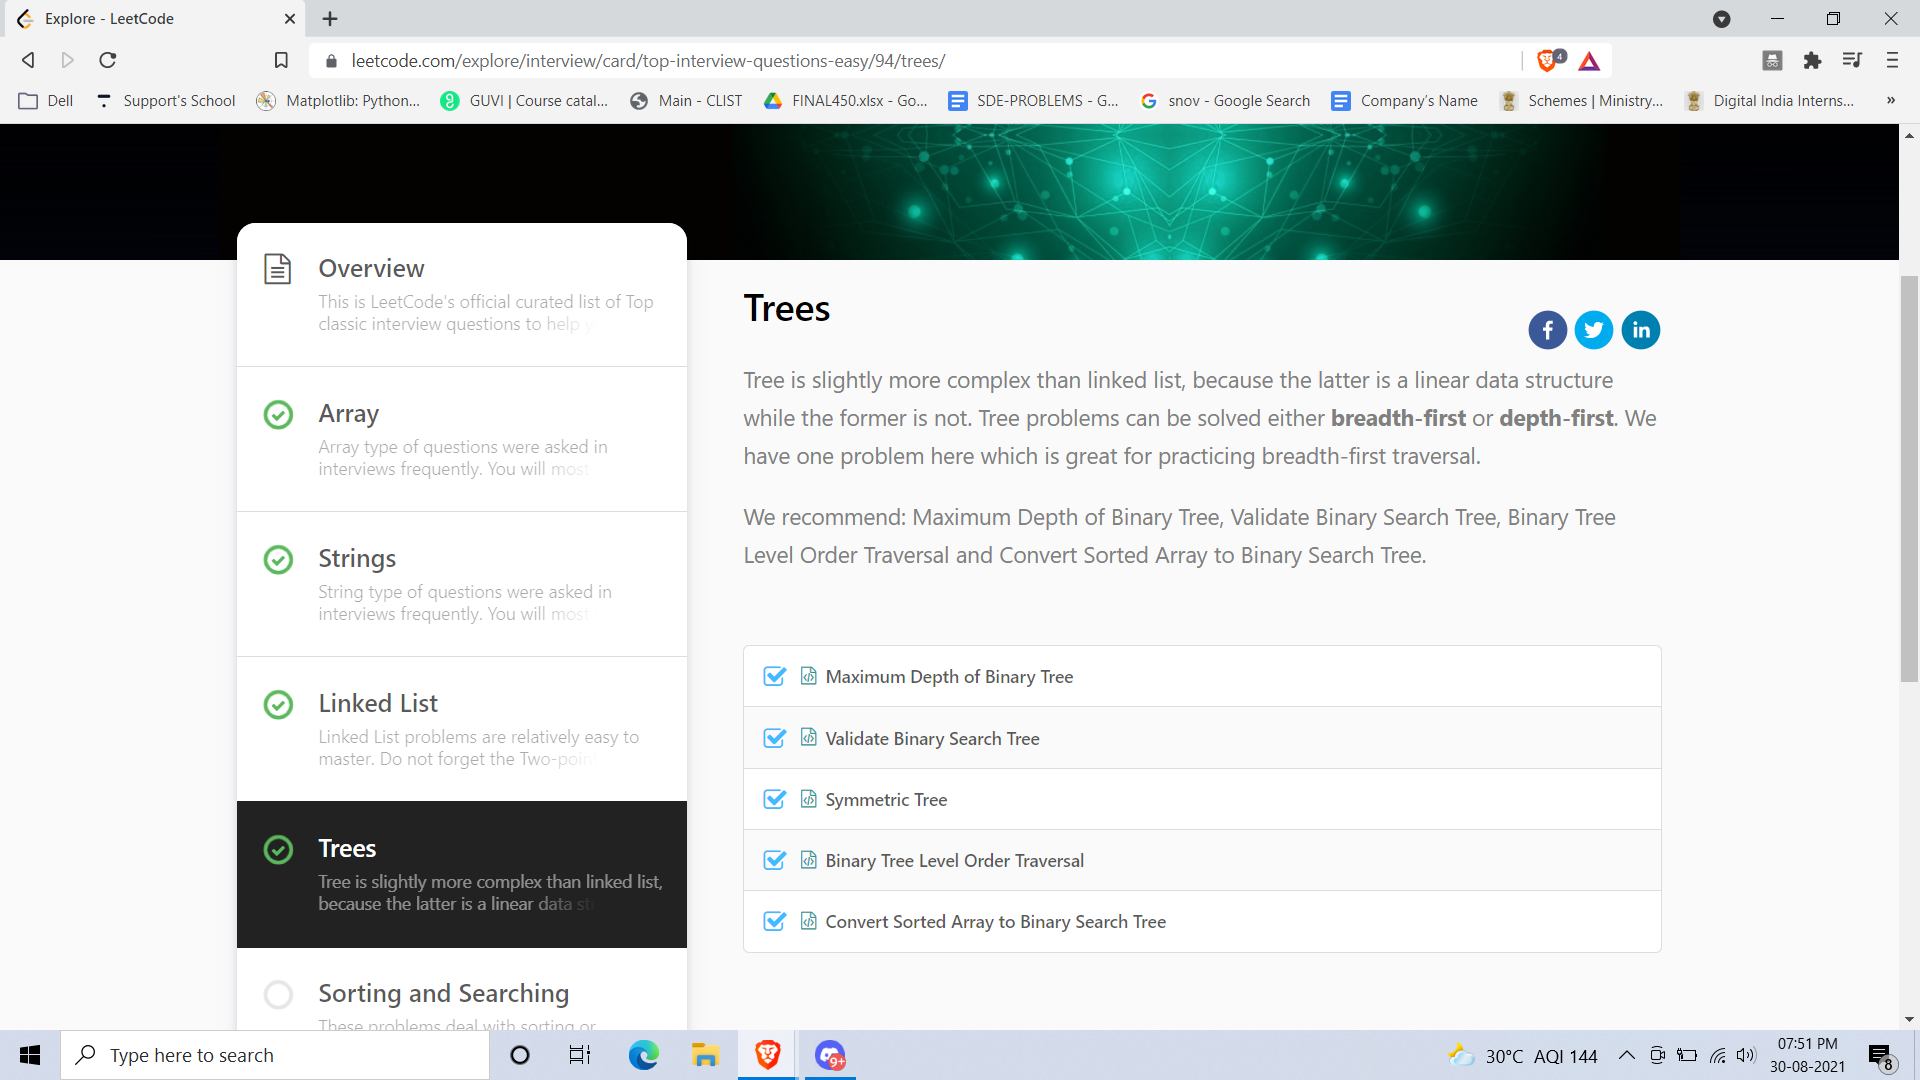 Explore - LeetCode
leetcode.com/explore/interview/card/top-interview-questions-easy/94/trees/
4
Dell
Support's School
Matplotlib: Python...
GUVI | Course catal...
Main - CLIST
FINAL450.xlsx - Go...
SDE-PROBLEMS - G...
snov - Google Search
Company's Name
Schemes | Ministry...
Digital India Interns...
»
Overview
This is LeetCode's official curated list of Top
classic interview questions to help y
Array
Array type of questions were asked in
interviews frequently. You will most
Strings
String type of questions were asked in
interviews frequently. You will most
Linked List
Linked List problems are relatively easy to
master. Do not forget the Two-poin
Trees
Tree is slightly more complex than linked list,
because the latter is a linear data st
Sorting and Searching
These problems deal with sorting or
Trees
Tree is slightly more complex than linked list, because the latter is a linear data structure
while the former is not. Tree problems can be solved either breadth-first or depth-first. We
have one problem here which is great for practicing breadth-first traversal.
We recommend: Maximum Depth of Binary Tree, Validate Binary Search Tree, Binary Tree
Level Order Traversal and Convert Sorted Array to Binary Search Tree.
Maximum Depth of Binary Tree
Validate Binary Search Tree
Symmetric Tree
Binary Tree Level Order Traversal
Convert Sorted Array to Binary Search Tree
Type here to search
9+
30°C AQI 144
07:51 PM
30-08-2021
8